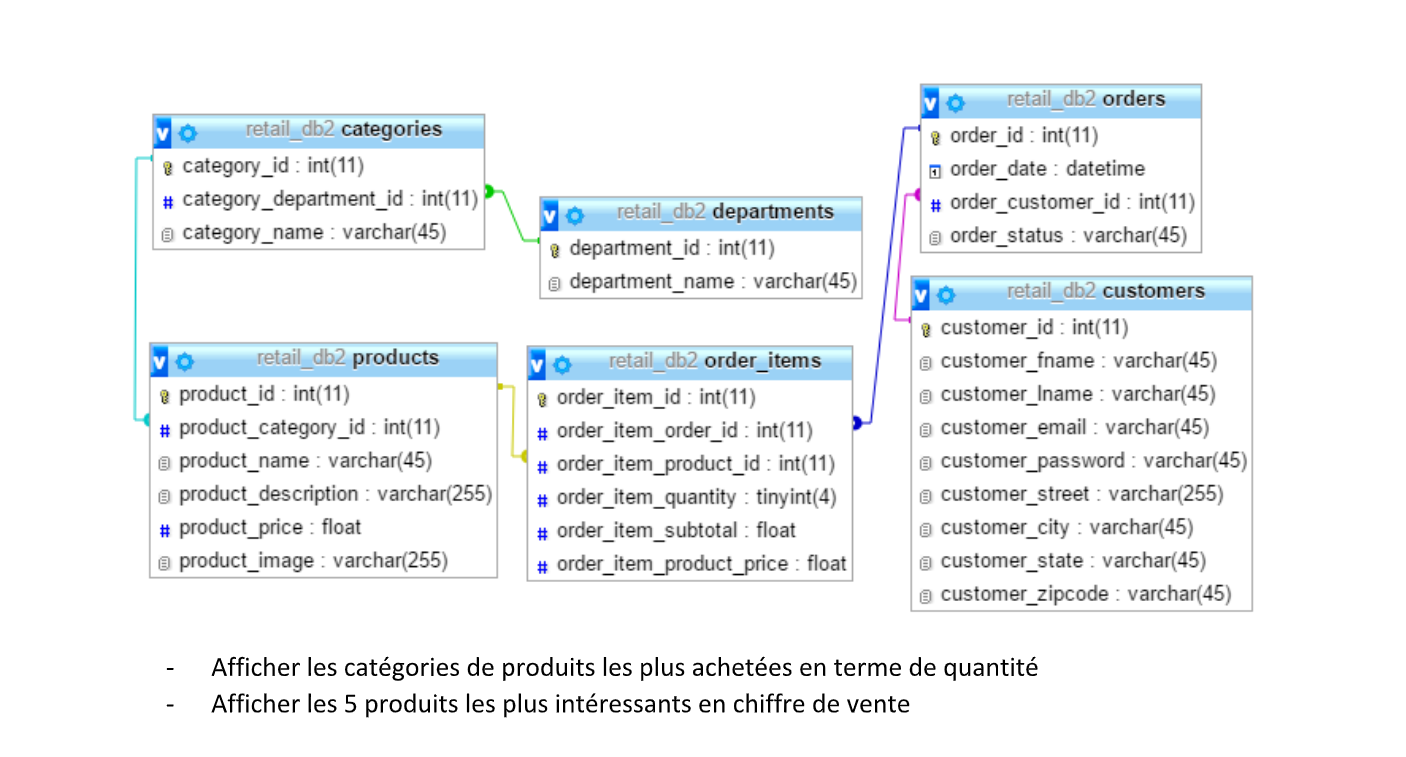 retail_db2 categories
category_id : int(11)
category_department_id : int(11)
category_name : varchar(45)
retail_db2 departments
department_id : int(11)
department_name : varchar(45)
retail_db2 orders
order_id : int(11)
order_date : datetime
order_customer_id : int(11)
order_status : varchar(45)
retail_db2 products
product_id : int(11)
product_category_id : int(11)
product_name : varchar(45)
product_description : varchar(255)
product_price : float
product_image : varchar(255)
retail_db2 order_items
order_item_id : int(11)
order_item_order_id : int(11)
order_item_product_id : int(11)
order_item_quantity : tinyint(4)
order_item_subtotal : float
order_item_product_price : float
retail_db2 customers
customer_id : int(11)
customer_fname : varchar(45)
customer_lname : varchar(45)
customer_email : varchar(45)
customer_password : varchar(45)
customer_street : varchar(255)
customer_city : varchar(45)
customer_state : varchar(45)
customer_zipcode : varchar(45)
- Afficher les catégories de produits les plus achetées en terme de quantité
- Afficher les 5 produits les plus intéressants en chiffre de vente